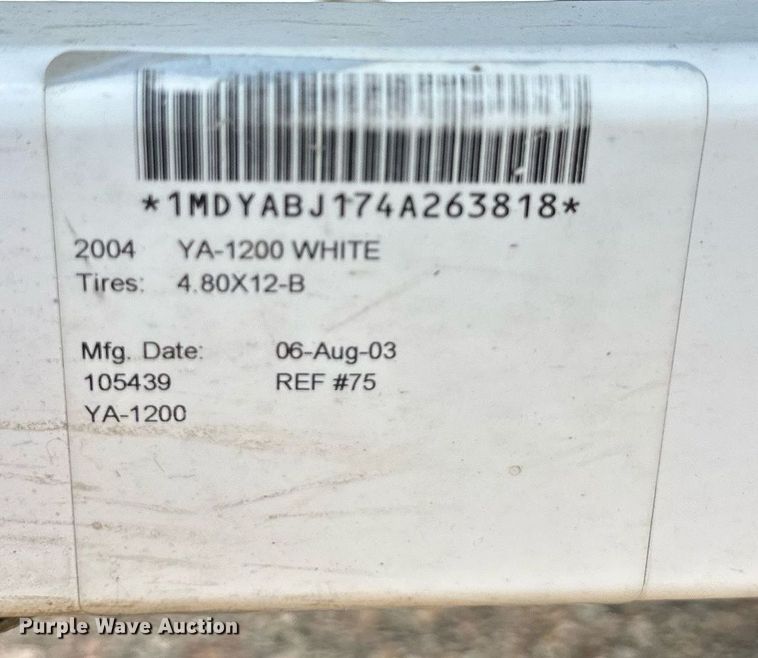 *1MDYABJ174A263818*
2004 YA-1200 WHITE
Tires: 4.80X12-B
Mfg. Date: 06-Aug-03
105439 REF #75
YA-1200
Purple Wave Auction